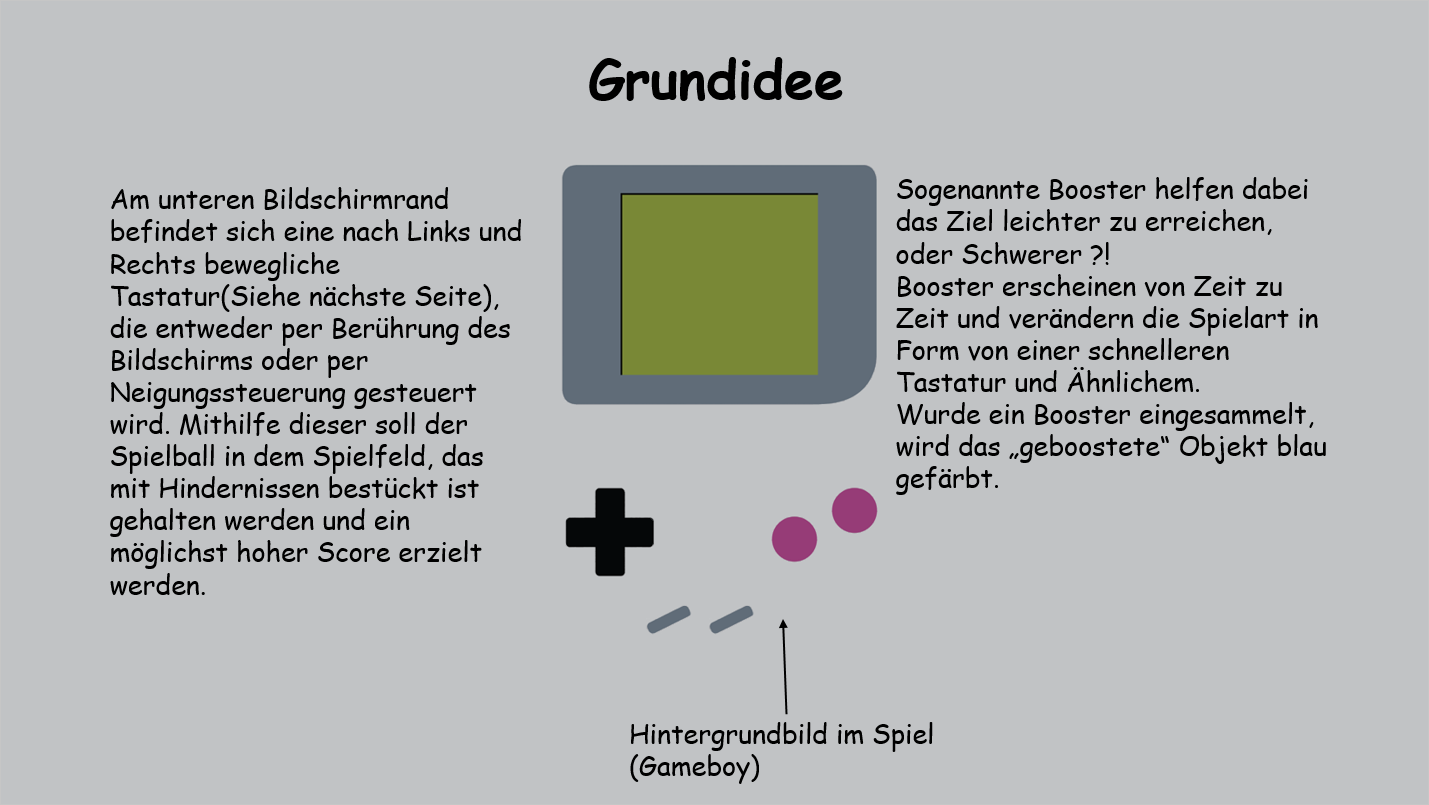 Grundidee
Am unteren Bildschirmrand
befindet sich eine nach Links und
Rechts bewegliche
Tastatur(Siehe nächste Seite),
die entweder per Berührung des
Bildschirms oder per
Neigungssteuerung gesteuert
wird. Mithilfe dieser soll der
Spielball in dem Spielfeld, das
mit Hindernissen bestückt ist
gehalten werden und ein
möglichst hoher Score erzielt
werden.
Sogenannte Booster helfen dabei
das Ziel leichter zu erreichen,
oder Schwerer ?!
Booster erscheinen von Zeit zu
Zeit und verändern die Spielart in
Form von einer schnelleren
Tastatur und Ähnlichem.
Wurde ein Booster eingesammelt,
wird das „geboostete“ Objekt blau
gefärbt.
Hintergrundbild im Spiel
(Gameboy)